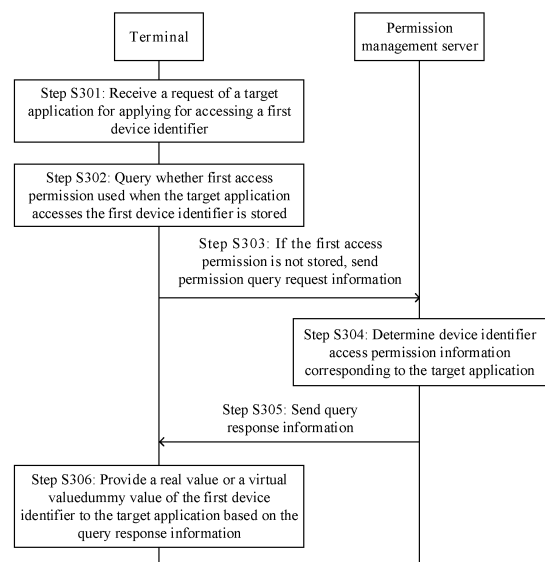 Terminal
Permission
management server
Step S301: Receive a request of a target
application for applying for accessing a first
device identifier
Step S302: Query whether first access
permission used when the target application
accesses the first device identifier is stored
Step S303: If the first access
permission is not stored, send
permission query request information
Step S304: Determine device identifier
access permission information
corresponding to the target application
Step S305: Send query
response information
Step S306: Provide a real value or a virtual
valuedummy value of the first device
identifier to the target application based on the
query response information